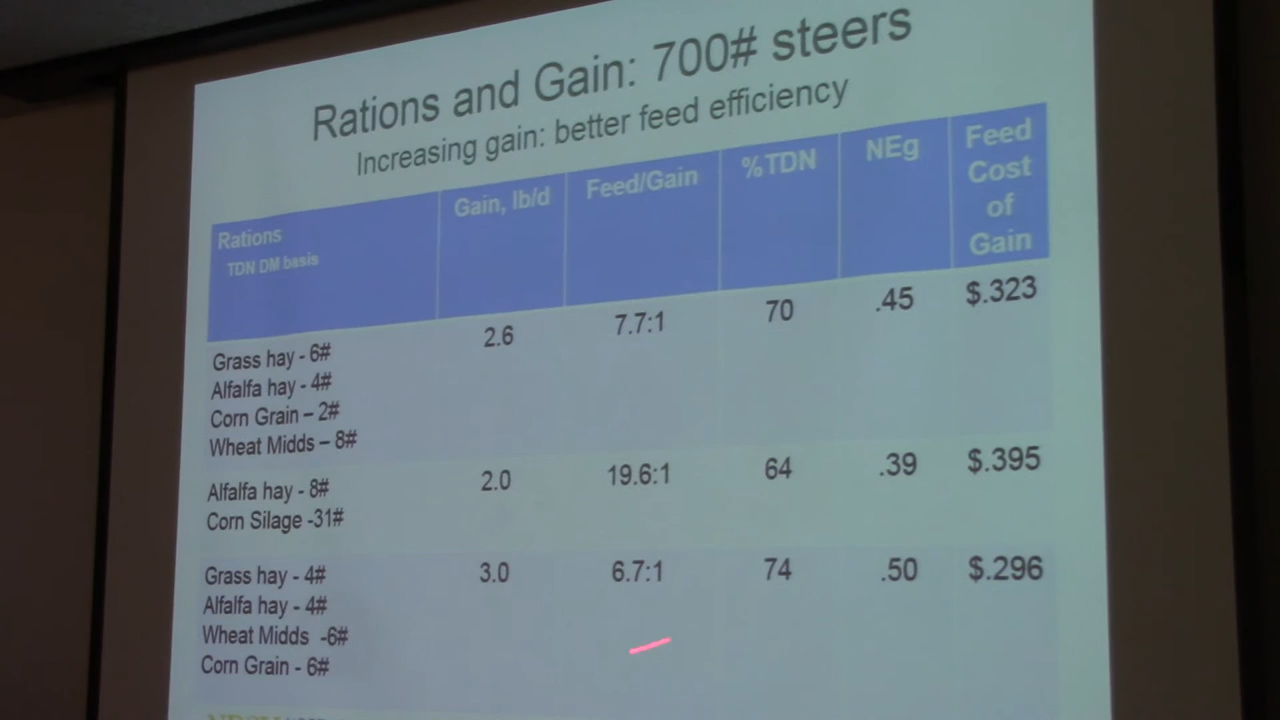 Rations and Gain: 700# steers
Increasing gain: better feed efficiency
Rations
TDN DM basis
Gain, lb/d
Feed/Gain
%TDN
NEg
Feed
Cost
of
Gain
Grass hay - 6#
Alfalfa hay - 4#
Corn Grain – 2#
Wheat Midds – 8#
2.6
7.7:1
70
.45
$.323
Alfalfa hay - 8#
Corn Silage -31#
2.0
19.6:1
64
.39
$.395
Grass hay - 4#
Alfalfa hay - 4#
Wheat Midds -6#
Corn Grain - 6#
3.0
6.7:1
74
.50
$.296